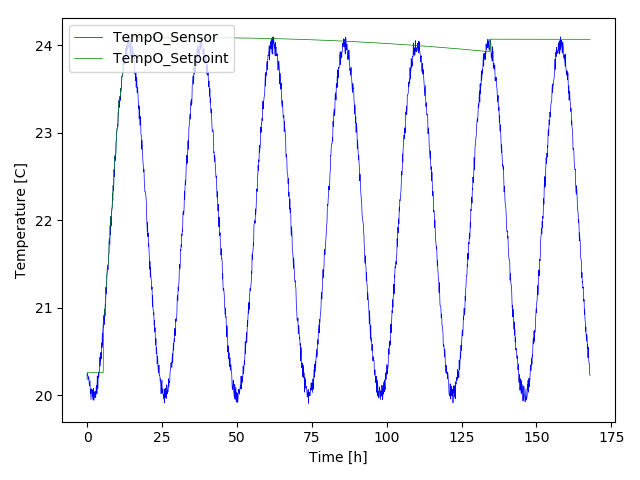 TempO_Sensor
TempO_Setpoint
24
23
22
21
20
Temperature [C]
0 25 50 75 100 125 150 175
Time [h]